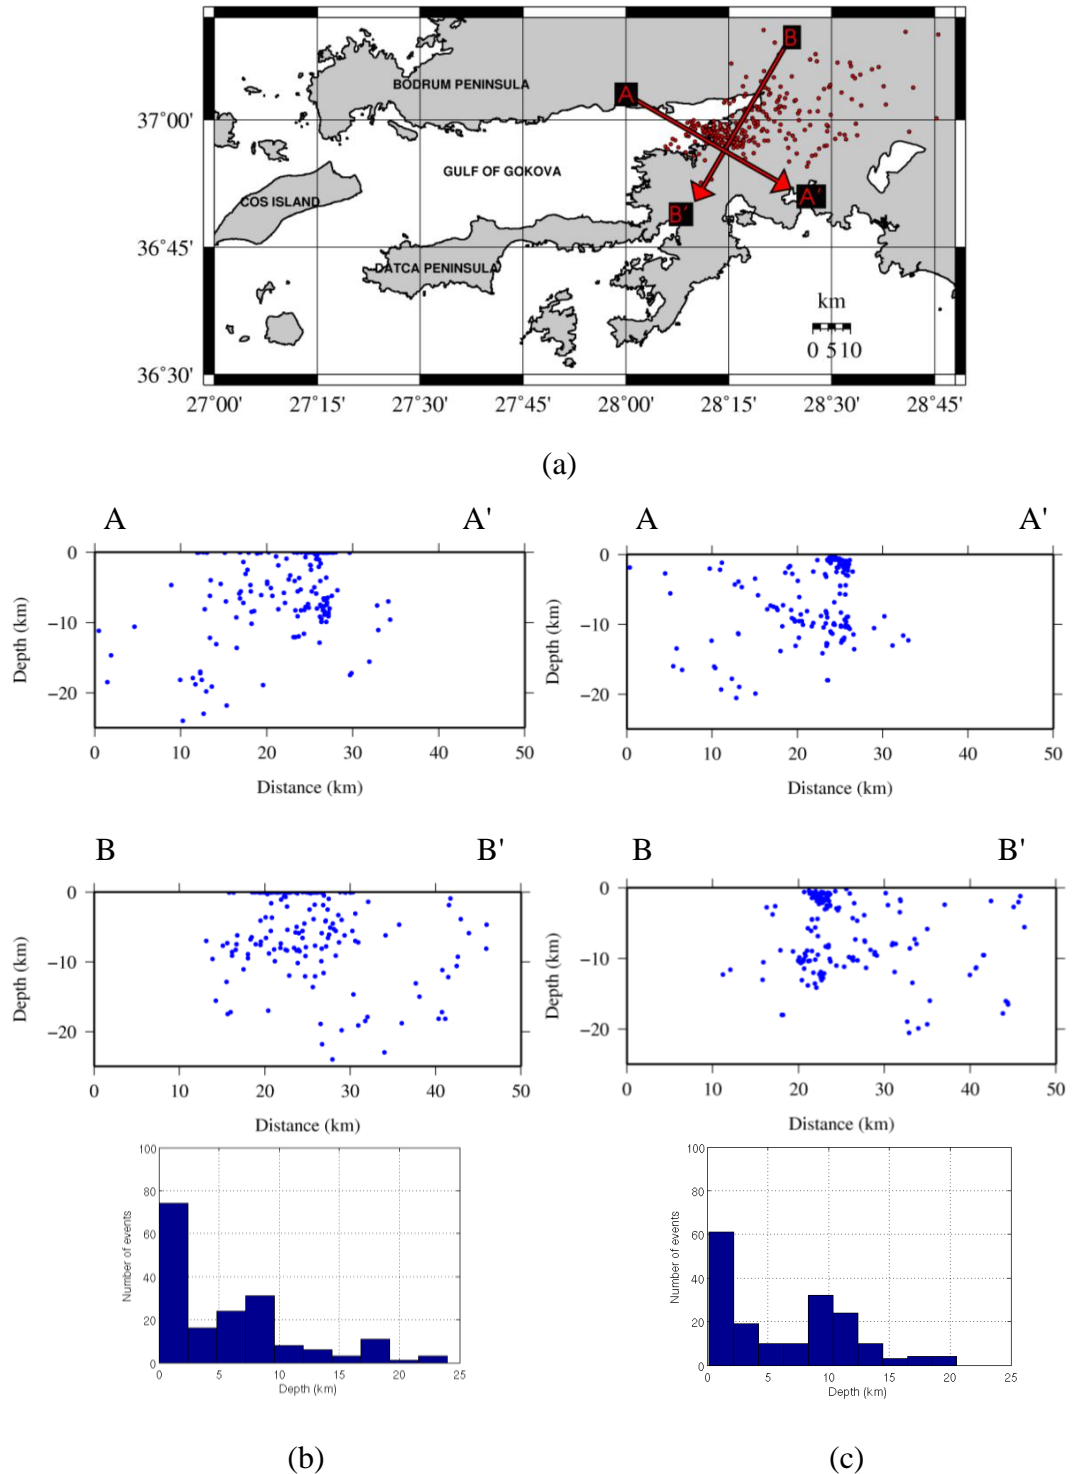 BODRUM PENINSULA
A
B
37°00'
GULF OF GOKOVA
COS ISLAND
B'
A'
36°45'
DATCA PENINSULA
km
0 5 10
36°30'
27°00' 27°15' 27°30' 27°45' 28°00' 28°15' 28°30' 28°45'
(a)
A A' A A'
0
−10
−20
Depth (km)
0 10 20 30 40 50
Distance (km)
0
−10
−20
Depth (km)
0 10 20 30 40 50
Distance (km)
B B' B B'
0
−10
−20
Depth (km)
0 10 20 30 40 50
Distance (km)
0
−10
−20
Depth (km)
0 10 20 30 40 50
Distance (km)
100
80
60
40
20
0
Number of events
0 5 10 15 20 25
Depth (km)
100
80
60
40
20
0
Number of events
0 5 10 15 20 25
Depth (km)
(b) (c)